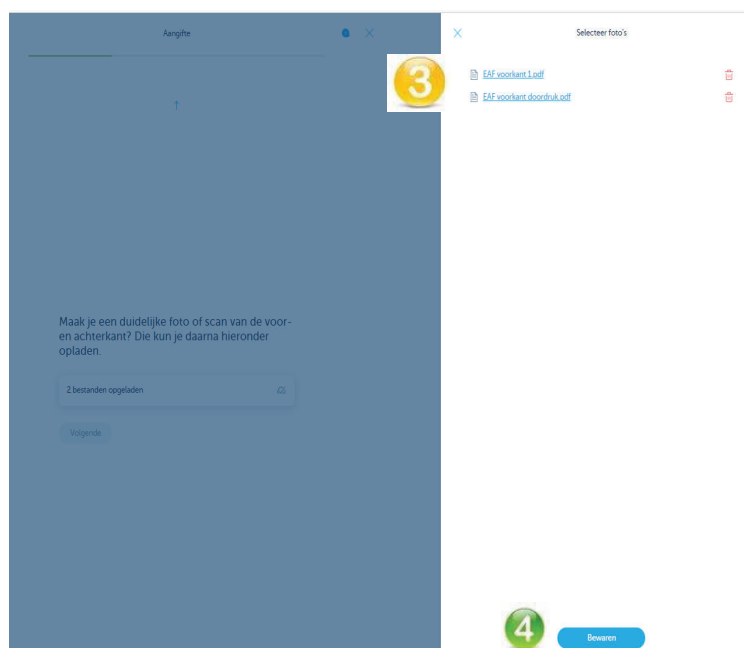 Aangifte
Maak je een duidelijke foto of scan van de voor-
en achterkant? Die kun je daarna hieronder
opladen.
2 bestanden opgeladen
Volgende
3
Selecteer foto's
EAF voorkant 1.pdf
EAF voorkant doordruk.pdf
4
Bewaren